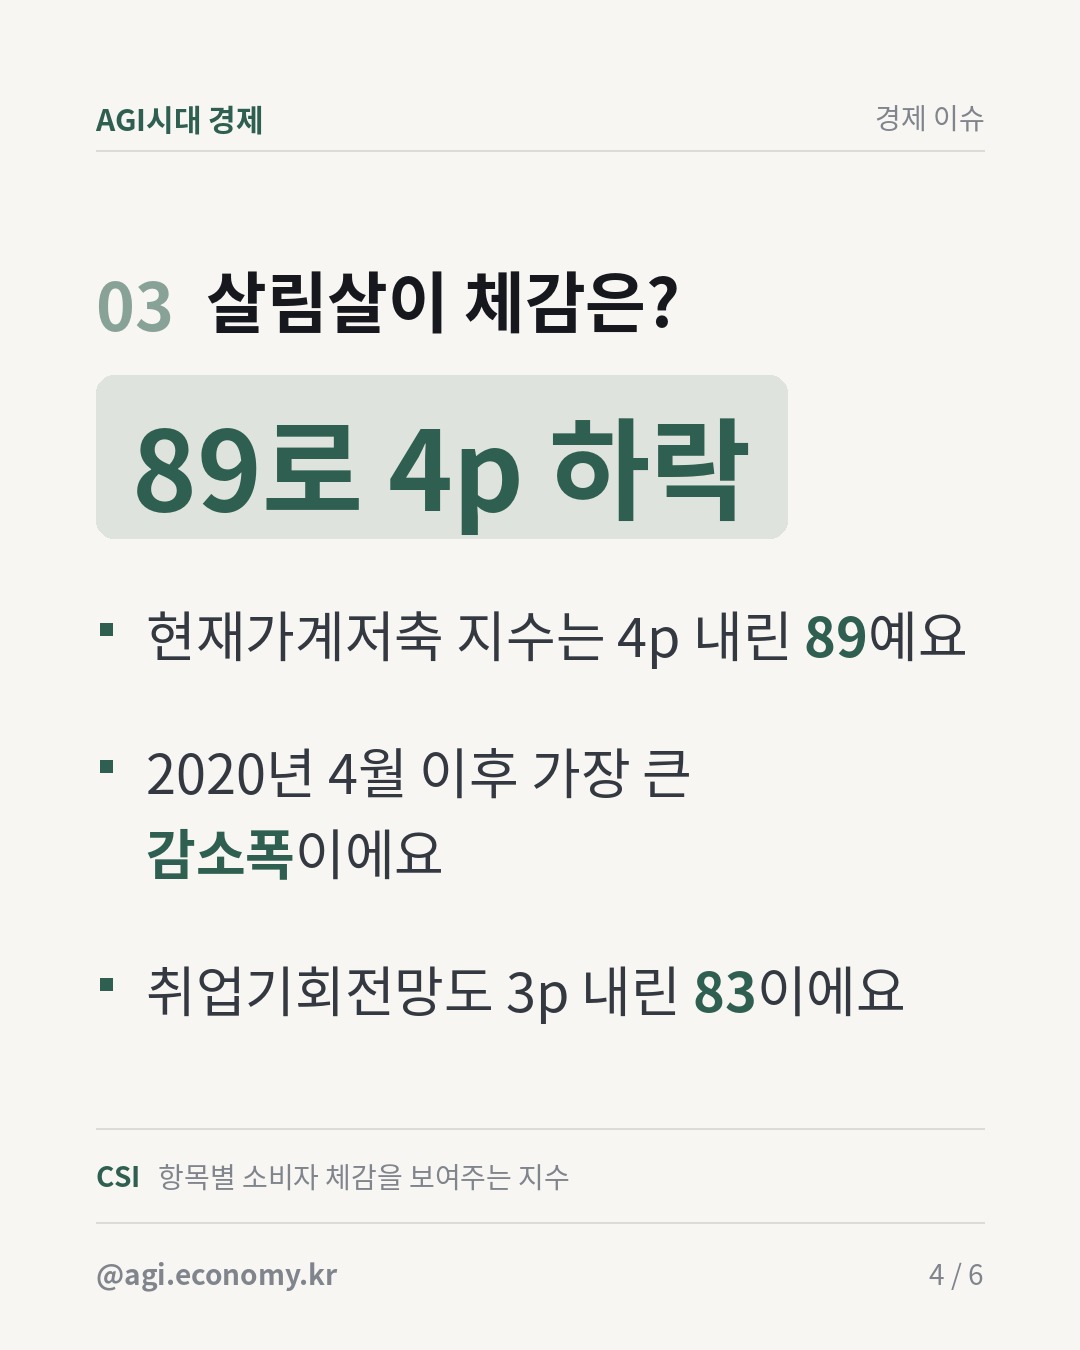 AGI시대 경제
경제 이슈
03 살림살이 체감은?
89로 4p 하락
▪ 현재가계저축 지수는 4p 내린 89예요
▪ 2020년 4월 이후 가장 큰
감소폭이에요
▪ 취업기회전망도 3p 내린 83이에요
CSI 항목별 소비자 체감을 보여주는 지수
@agi.economy.kr
4 / 6